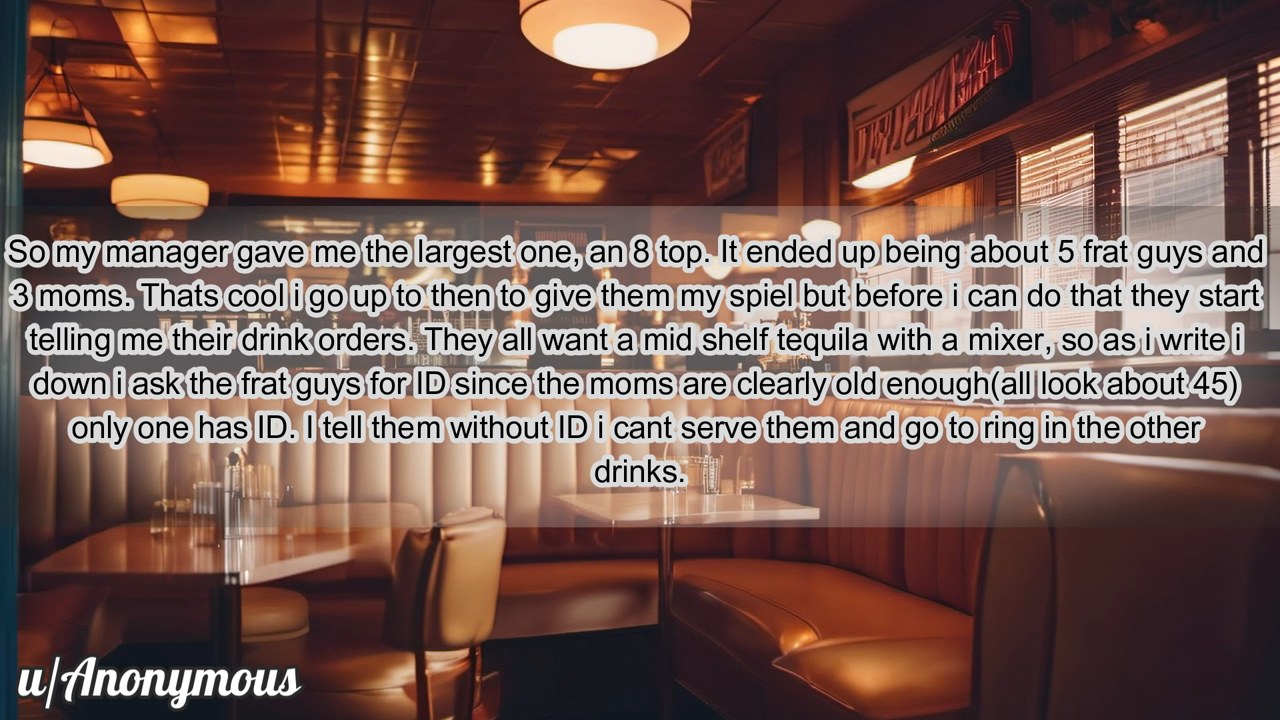 So my manager gave me the largest one, an 8 top. It ended up being about 5 frat guys and
3 moms. Thats cool i go up to then to give them my spiel but before i can do that they start
telling me their drink orders. They all want a mid shelf tequila with a mixer, so as i write i
down i ask the frat guys for ID since the moms are clearly old enough(all look about 45)
only one has ID. I tell them without ID i cant serve them and go to ring in the other
drinks.
u/Anonymous